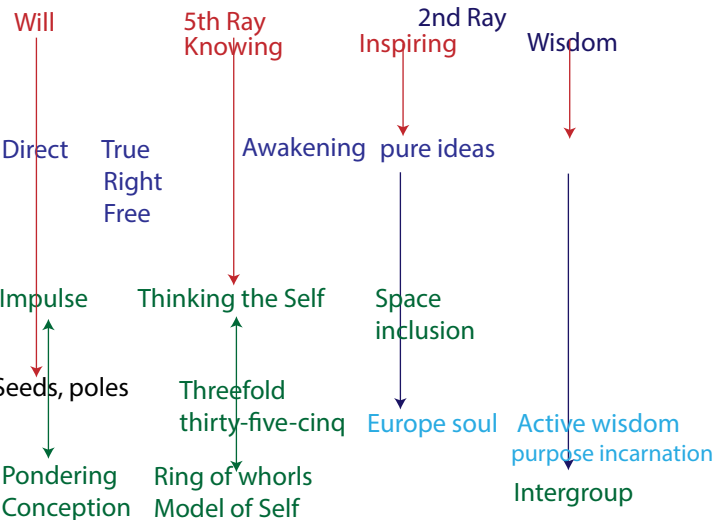 Will
5th Ray
Knowing
2nd Ray
Inspiring
Wisdom
Direct
True
Right
Free
Awakening
pure ideas
Impulse
Thinking the Self
Space
inclusion
Seeds, poles
Threefold
thirty-five-cinq
Europe soul
Active wisdom
purpose incarnation
Pondering
Conception
Ring of whorls
Model of Self
Intergroup